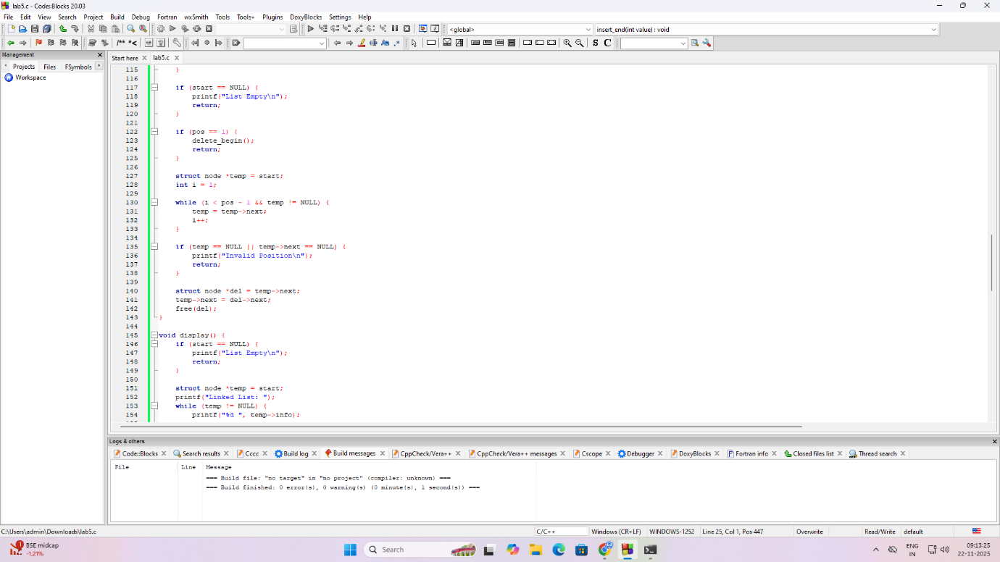 lab5.c - Code::Blocks 20.03
File Edit View Search Project Build Debug Fortran wxSmith Tools Tools+ Plugins DoxyBlocks Settings Help
<global>
insert_end(int value) : void
Management
Projects Files FSymbols
Workspace
Start here
lab5.c
115 }
116
117 if (start == NULL) {
118 printf("List Empty\n");
119 return;
120 }
121
122 if (pos == 1) {
123 delete_begin();
124 return;
125 }
126
127 struct node *temp = start;
128 int i = 1;
129
130 while (i < pos - 1 && temp != NULL) {
131 temp = temp->next;
132 i++;
133 }
134
135 if (temp == NULL || temp->next == NULL) {
136 printf("Invalid Position\n");
137 return;
138 }
139
140 struct node *del = temp->next;
141 temp->next = del->next;
142 free(del);
143 }
144
145 void display() {
146 if (start == NULL) {
147 printf("List Empty\n");
148 return;
149 }
150
151 struct node *temp = start;
152 printf("Linked List: ");
153 while (temp != NULL) {
154 printf("%d ", temp->info);
Logs & others
Code::Blocks Search results Cccc Build log Build messages CppCheck/Vera++ CppCheck/Vera++ messages Cscope Debugger DoxyBlocks Fortran info Closed files list Thread search
File Line Message
=== Build file: "no target" in "no project" (compiler: unknown) ===
=== Build finished: 0 error(s), 0 warning(s) (0 minute(s), 1 second(s)) ===
C:\Users\admin\Downloads\lab5.c C/C++ Windows (CR+LF) WINDOWS-1252 Line 25, Col 1, Pos 447 Overwrite Read/Write default
1
BSE midcap
-1.21%
Search
ENG
IN
09:13:25
22-11-2025